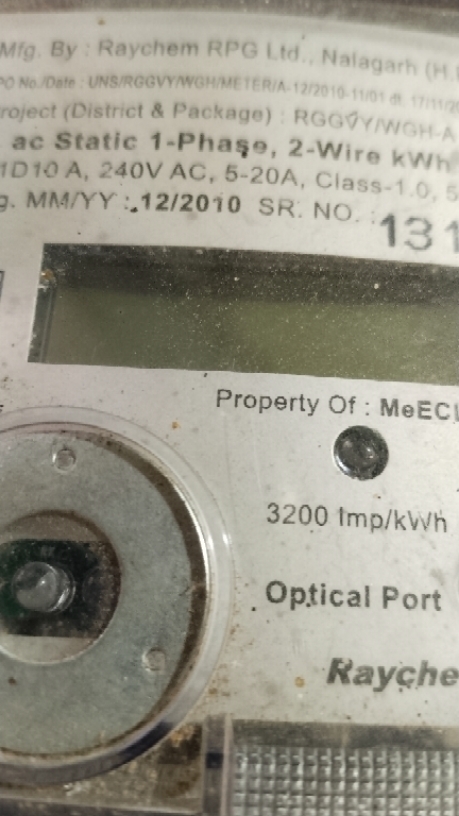 Mfg. By : Raychem RPG Ltd., Nalagarh (H.
PO No./Date : UNS/RGGVY/WGH/METER/A-12/2010-11/01 dt. 17/11/20
roject (District & Package) : RGGVY/WGH-A
ac Static 1-Phase, 2-Wire kWh
1D10 A, 240V AC, 5-20A, Class-1.0, 5
g. MM/YY : 12/2010 SR. NO. : 131
Property Of : MeECL
3200 Imp/kWh
Optical Port
Rayche